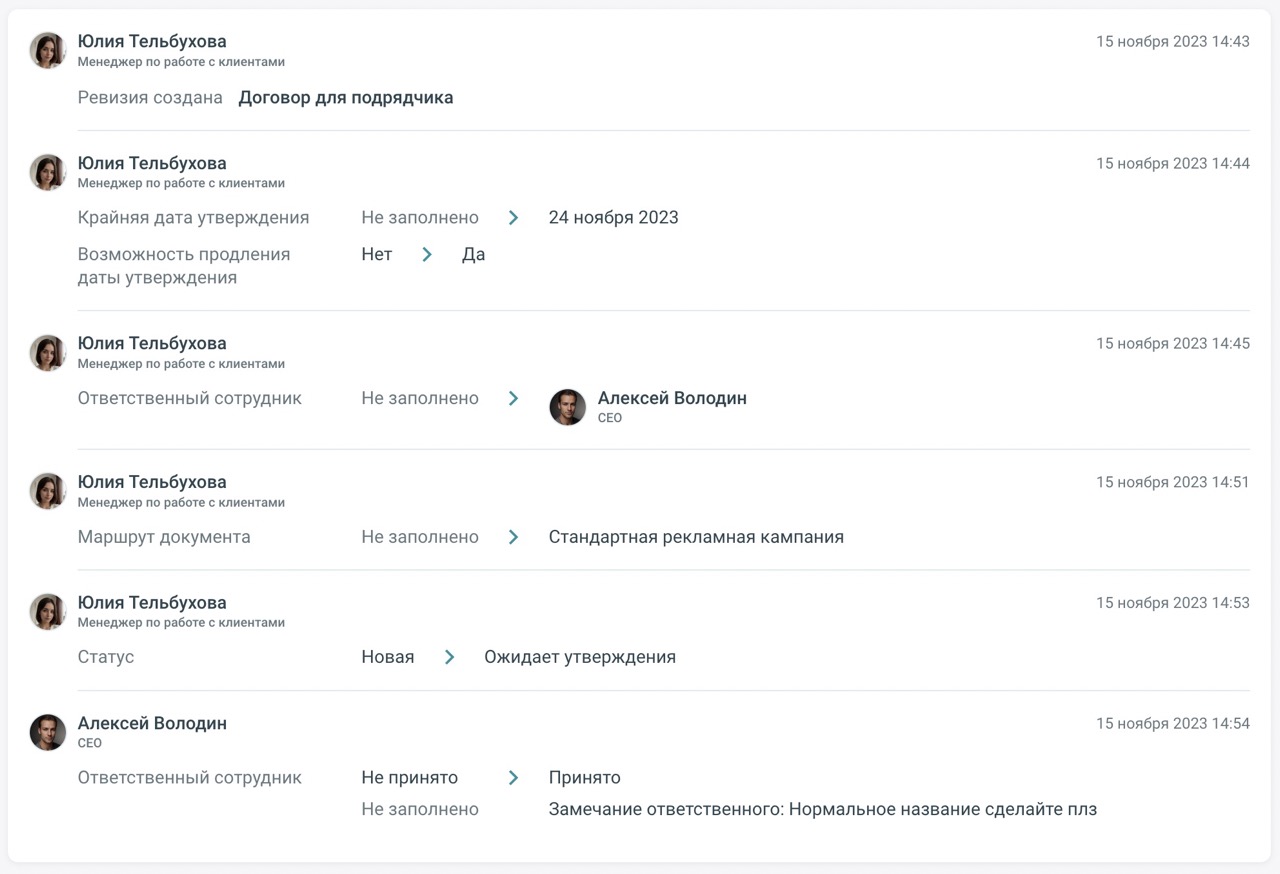 Юлия Тельбухова 15 ноября 2023 14:43
Менеджер по работе с клиентами
Ревизия создана Договор для подрядчика
Юлия Тельбухова 15 ноября 2023 14:44
Менеджер по работе с клиентами
Крайняя дата утверждения Не заполнено 24 ноября 2023
Возможность продления Нет Да
даты утверждения
Юлия Тельбухова 15 ноября 2023 14:45
Менеджер по работе с клиентами
Ответственный сотрудник Не заполнено Алексей Володин
CEO
Юлия Тельбухова 15 ноября 2023 14:51
Менеджер по работе с клиентами
Маршрут документа Не заполнено Стандартная рекламная кампания
Юлия Тельбухова 15 ноября 2023 14:53
Менеджер по работе с клиентами
Статус Новая Ожидает утверждения
Алексей Володин 15 ноября 2023 14:54
CEO
Ответственный сотрудник Не принято Принято
Не заполнено Замечание ответственного: Нормальное название сделайте плз